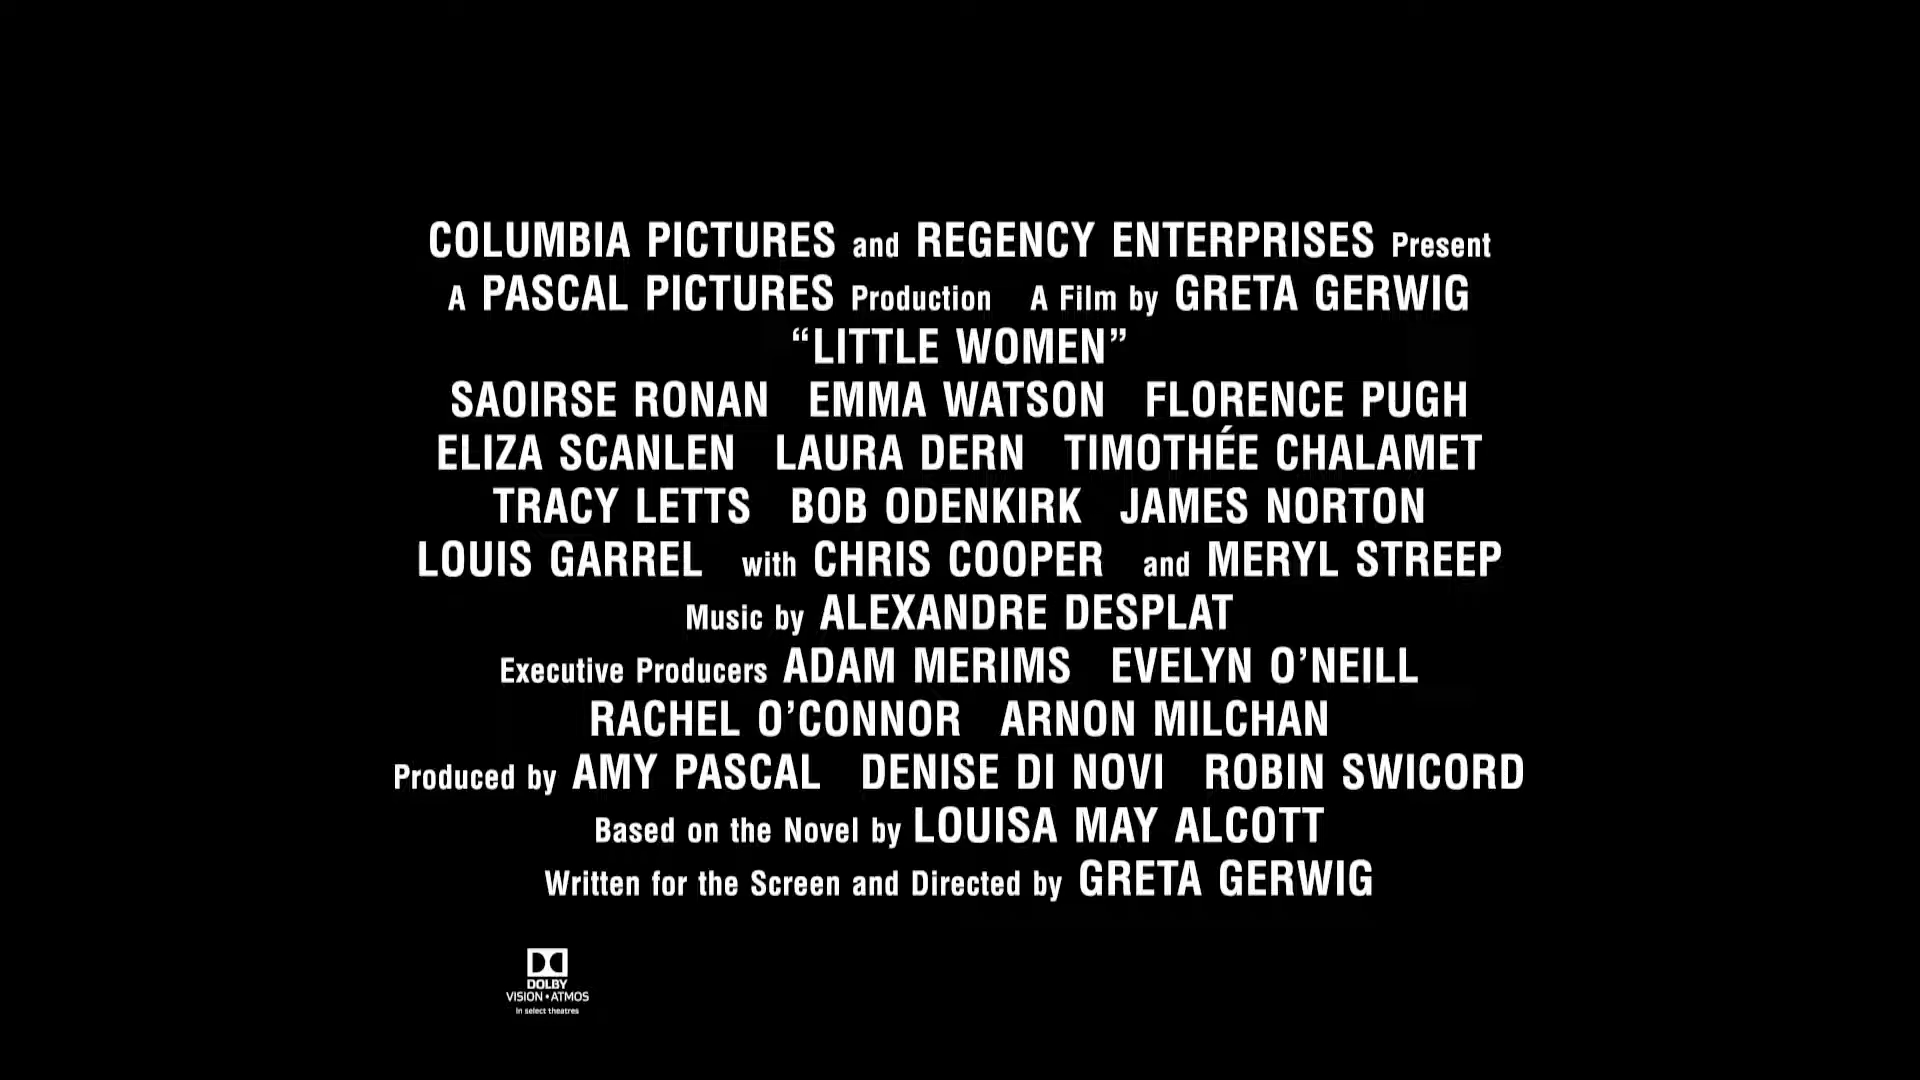 COLUMBIA PICTURES and REGENCY ENTERPRISES Present
A PASCAL PICTURES Production A Film by GRETA GERWIG
“LITTLE WOMEN”
SAOIRSE RONAN EMMA WATSON FLORENCE PUGH
ELIZA SCANLEN LAURA DERN TIMOTHÉE CHALAMET
TRACY LETTS BOB ODENKIRK JAMES NORTON
LOUIS GARREL with CHRIS COOPER and MERYL STREEP
Music by ALEXANDRE DESPLAT
Executive Producers ADAM MERIMS EVELYN O’NEILL
RACHEL O’CONNOR ARNON MILCHAN
Produced by AMY PASCAL DENISE DI NOVI ROBIN SWICORD
Based on the Novel by LOUISA MAY ALCOTT
Written for the Screen and Directed by GRETA GERWIG
DOLBY
VISION•ATMOS
In select theatres